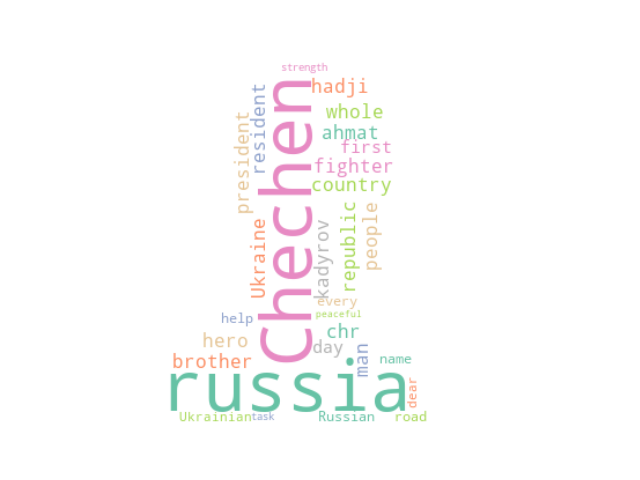 strength
hadji
resident
whole
president
Chechen
ahmat
first
fighter
country
republic
people
Ukraine
kadyrov
every
peaceful
help
chr
hero
day
man
brother
name
russia
dear
Ukrainian
task
Russian
road